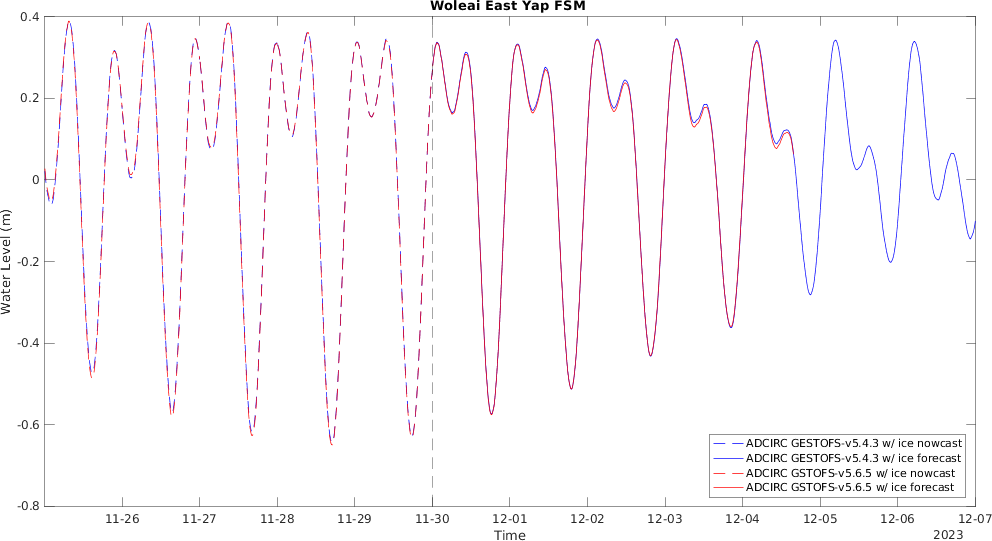 Woleai East Yap FSM
0.4
0.2
0
-0.2
-0.4
-0.6
-0.8
Water Level (m)
ADCIRC GESTOFS-v5.4.3 w/ ice nowcast
ADCIRC GESTOFS-v5.4.3 w/ ice forecast
ADCIRC GSTOFS-v5.6.5 w/ ice nowcast
ADCIRC GSTOFS-v5.6.5 w/ ice forecast
11-26 11-27 11-28 11-29 11-30 12-01 12-02 12-03 12-04 12-05 12-06 12-07
Time
2023